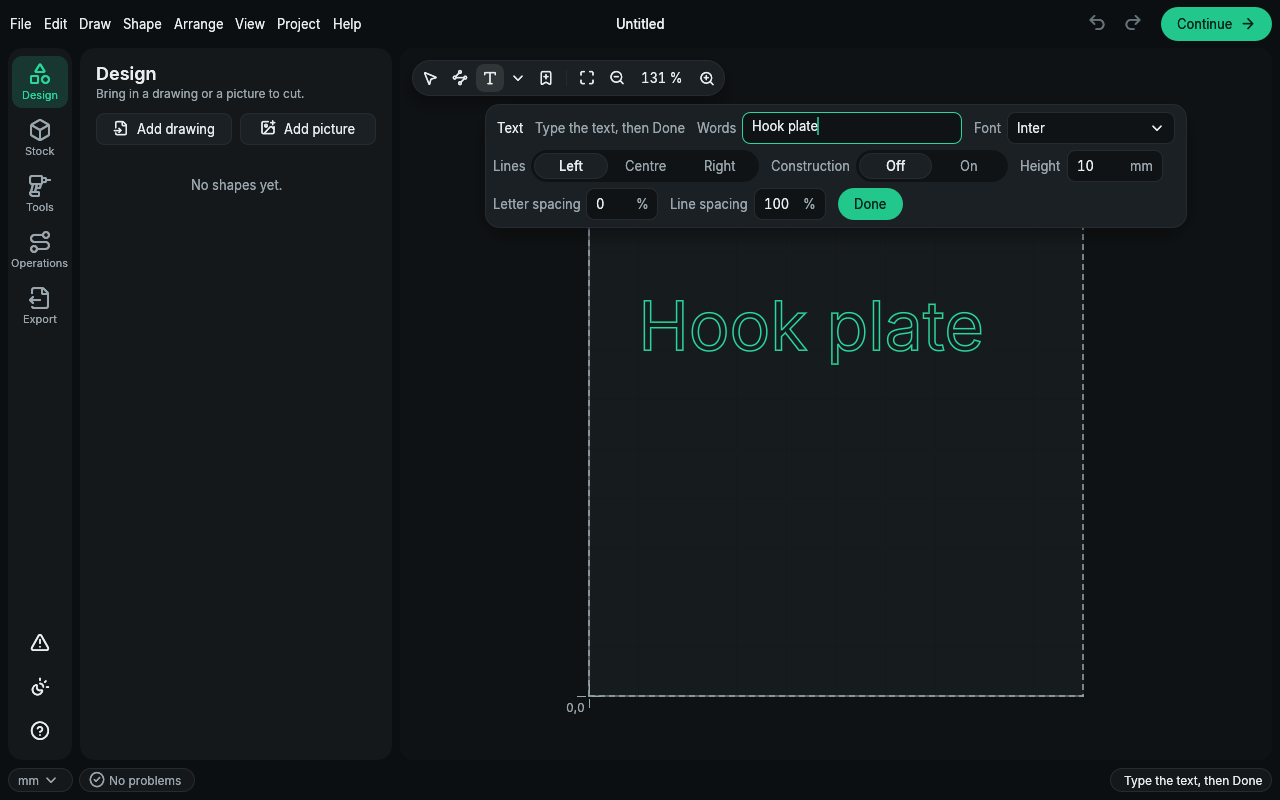 File Edit Draw Shape Arrange View Project Help
Untitled
Continue
Design
Stock
Tools
Operations
Export
Design
Bring in a drawing or a picture to cut.
Add drawing
Add picture
No shapes yet.
131 %
Text Type the text, then Done Words Hook plate Font Inter
Lines Left Centre Right Construction Off On Height 10 mm
Letter spacing 0 % Line spacing 100 % Done
Hook plate
0,0
mm
No problems
Type the text, then Done